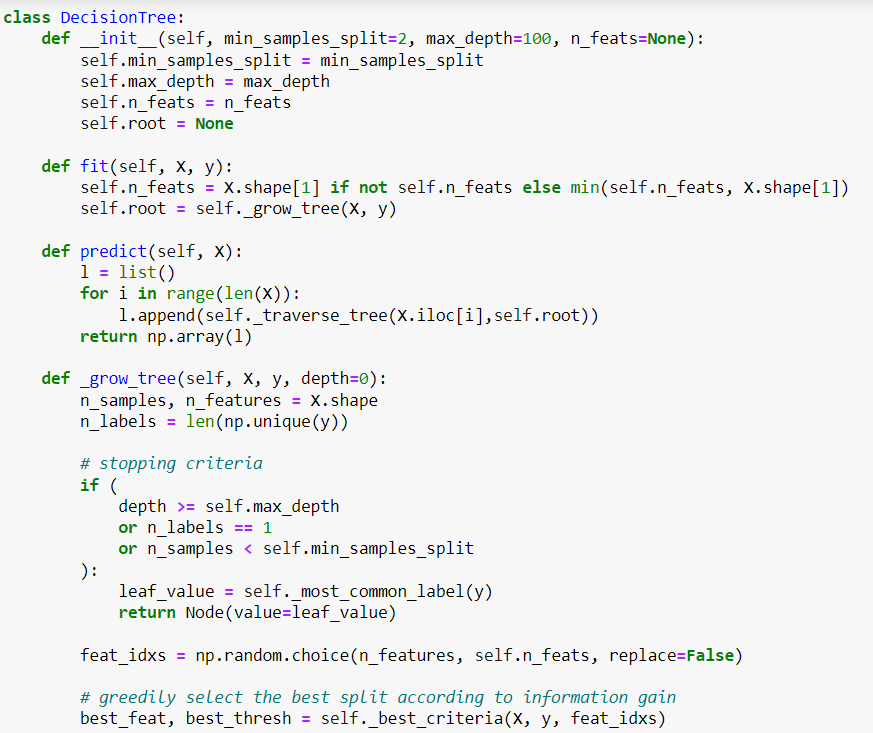 class DecisionTree:
    def __init__(self, min_samples_split=2, max_depth=100, n_feats=None):
        self.min_samples_split = min_samples_split
        self.max_depth = max_depth
        self.n_feats = n_feats
        self.root = None

    def fit(self, X, y):
        self.n_feats = X.shape[1] if not self.n_feats else min(self.n_feats, X.shape[1])
        self.root = self._grow_tree(X, y)

    def predict(self, X):
        l = list()
        for i in range(len(X)):
            l.append(self._traverse_tree(X.iloc[i],self.root))
        return np.array(l)

    def _grow_tree(self, X, y, depth=0):
        n_samples, n_features = X.shape
        n_labels = len(np.unique(y))

        # stopping criteria
        if (
            depth >= self.max_depth
            or n_labels == 1
            or n_samples < self.min_samples_split
        ):
            leaf_value = self._most_common_label(y)
            return Node(value=leaf_value)

        feat_idxs = np.random.choice(n_features, self.n_feats, replace=False)

        # greedily select the best split according to information gain
        best_feat, best_thresh = self._best_criteria(X, y, feat_idxs)